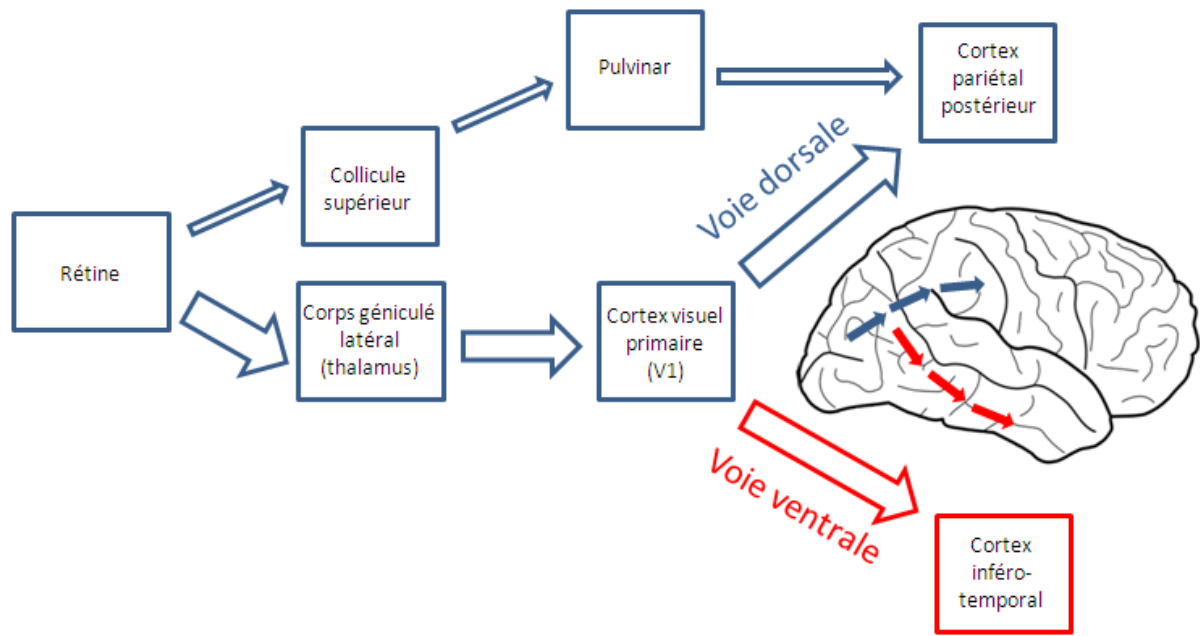 Rétine
Collicule
supérieur
Pulvinar
Cortex
pariétal
postérieur
Corps géniculé
latéral
(thalamus)
Cortex visuel
primaire
(V1)
Voie dorsale
Voie ventrale
Cortex
inféro-
temporal